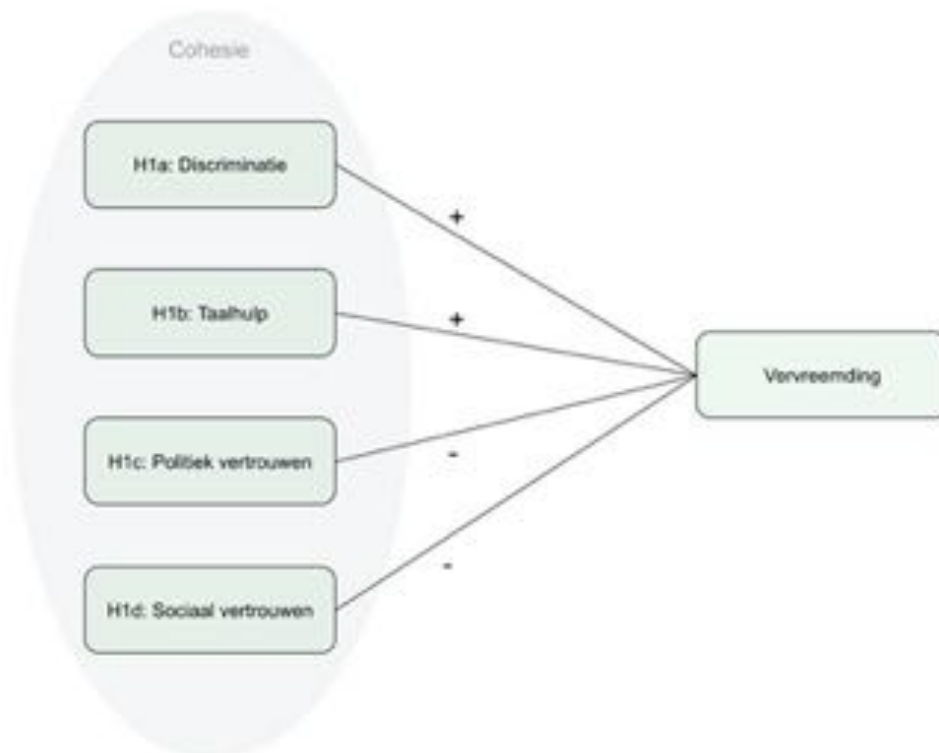 Cohesie
H1a: Discriminatie
+
H1b: Taalhulp
+
Vervreemding
H1c: Politiek vertrouwen
-
H1d: Sociaal vertrouwen
-